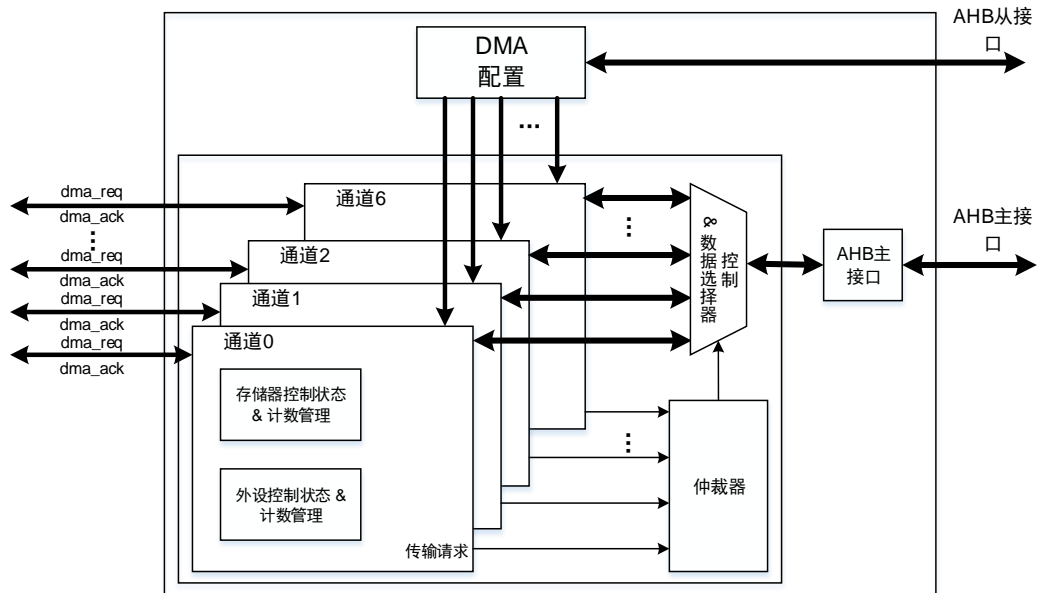 AHB从接
口
DMA
配置
...
dma_req
dma_ack
...
dma_req
dma_ack
dma_req
dma_ack
dma_req
dma_ack
通道6
通道2
通道1
通道0
...
控制
&数据选择器
AHB主
接口
AHB主接
口
存储器控制状态
& 计数管理
外设控制状态 &
计数管理
...
仲裁器
传输请求